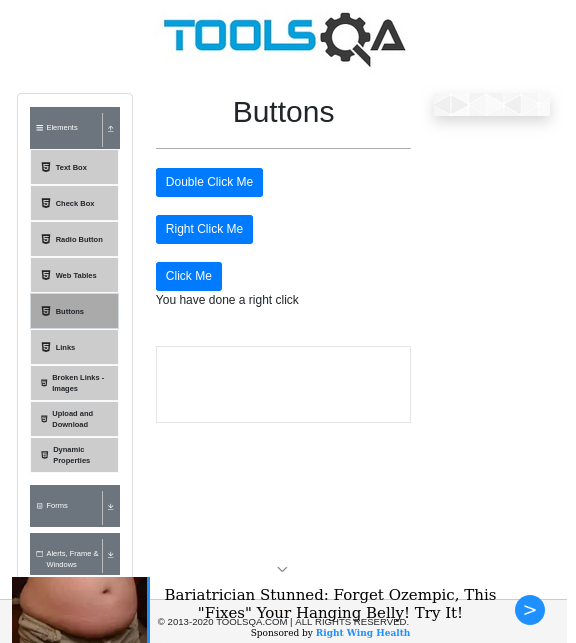 TOOLSQA
Elements
Text Box
Check Box
Radio Button
Web Tables
Buttons
Links
Broken Links -
Images
Upload and
Download
Dynamic
Properties
Forms
Alerts, Frame &
Windows
Buttons
Double Click Me
Right Click Me
Click Me
You have done a right click
Bariatrician Stunned: Forget Ozempic, This
"Fixes" Your Hanging Belly! Try It!
© 2013-2020 TOOLSQA.COM | ALL RIGHTS RESERVED.
Sponsored by Right Wing Health